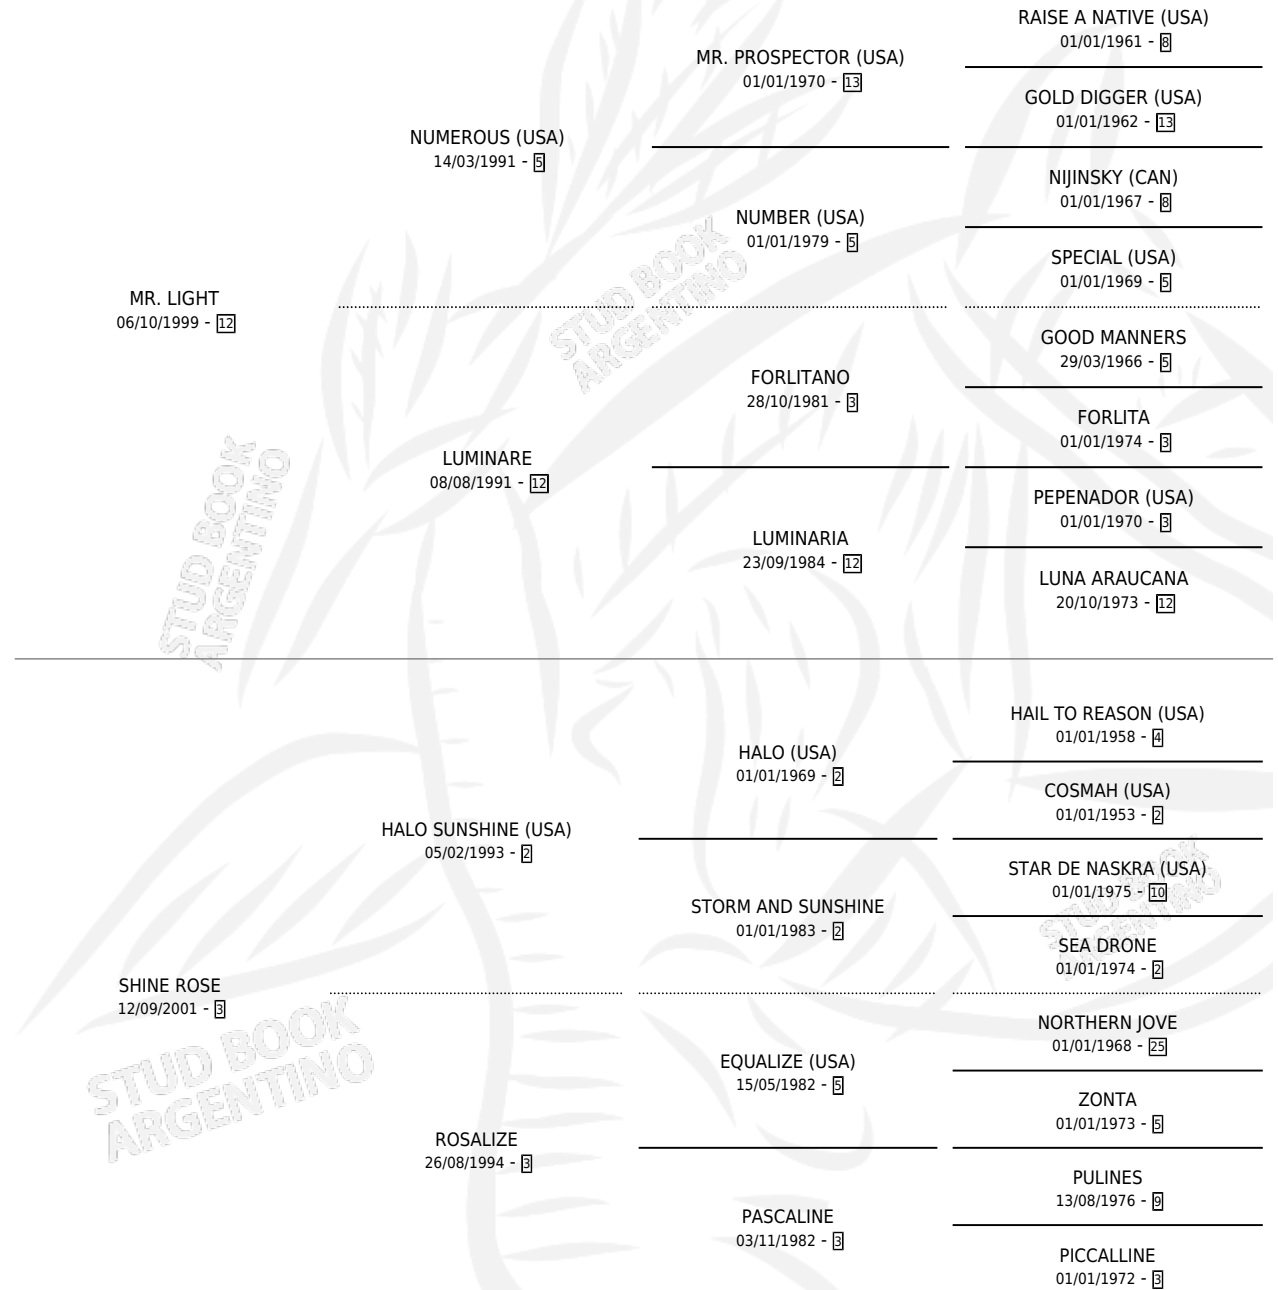 RAISE A NATIVE (USA)
01/01/1961 - 8
MR. PROSPECTOR (USA)
01/01/1970 - 13
GOLD DIGGER (USA)
01/01/1962 - 13
NUMEROUS (USA)
14/03/1991 - 5
NIJINSKY (CAN)
01/01/1967 - 8
NUMBER (USA)
01/01/1979 - 5
SPECIAL (USA)
01/01/1969 - 5
MR. LIGHT
06/10/1999 - 12
STUD BOOK
ARGENTINO
GOOD MANNERS
29/03/1966 - 5
FORLITANO
28/10/1981 - 3
FORLITA
01/01/1974 - 3
LUMINARE
08/08/1991 - 12
PEPENADOR (USA)
01/01/1970 - 3
LUMINARIA
23/09/1984 - 12
LUNA ARAUCANA
20/10/1973 - 12
STUD BOOK
ARGENTINO
HAIL TO REASON (USA)
01/01/1958 - 4
HALO (USA)
01/01/1969 - 2
COSMAH (USA)
01/01/1953 - 2
HALO SUNSHINE (USA)
05/02/1993 - 2
STAR DE NASKRA (USA)
01/01/1975 - 10
STORM AND SUNSHINE
01/01/1983 - 2
SEA DRONE
01/01/1974 - 2
STUD BOOK
ARGENTINO
SHINE ROSE
12/09/2001 - 3
NORTHERN JOVE
01/01/1968 - 25
EQUALIZE (USA)
15/05/1982 - 5
ZONTA
01/01/1973 - 5
STUD BOOK
ARGENTINO
ROSALIZE
26/08/1994 - 3
PULINES
13/08/1976 - 9
PASCALINE
03/11/1982 - 3
PICCALLINE
01/01/1972 - 3